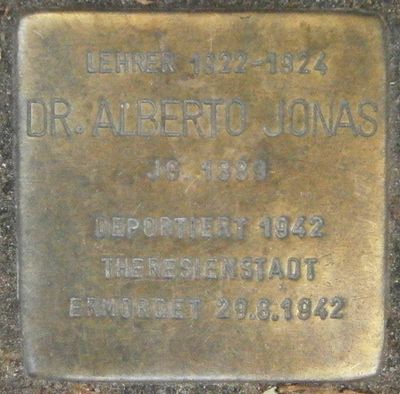 LEHRER 1922-1924
DR. ALBERTO JONAS
JG. 1889
DEPORTIERT 1942
THERESIENSTADT
ERMORDET 29.8.1942